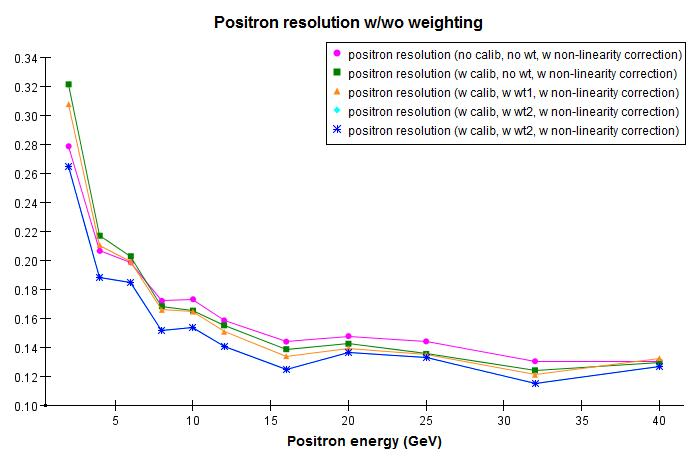 Positron resolution w/wo weighting
positron resolution (no calib, no wt, w non-linearity correction)
positron resolution (w calib, no wt, w non-linearity correction)
positron resolution (w calib, w wt1, w non-linearity correction)
positron resolution (w calib, w wt2, w non-linearity correction)
positron resolution (w calib, w wt2, w non-linearity correction)
0.34
0.32
0.30
0.28
0.26
0.24
0.22
0.20
0.18
0.16
0.14
0.12
0.10
5 10 15 20 25 30 35 40
Positron energy (GeV)